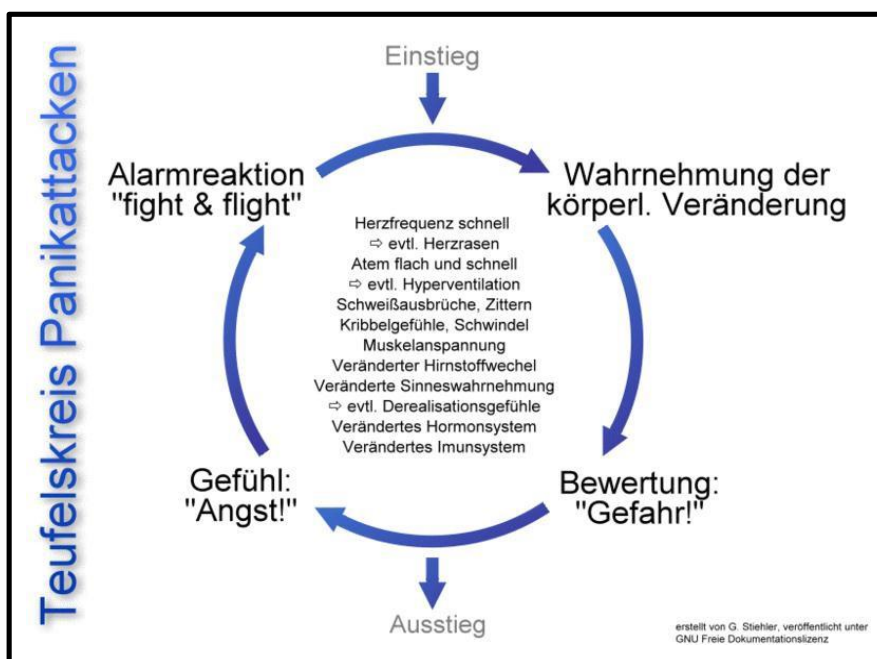 Teufelskreis Panikattacken
Einstieg
Alarmreaktion
"fight & flight"
Wahrnehmung der
körperl. Veränderung
Herzfrequenz schnell
⇨ evtl. Herzrasen
Atem flach und schnell
⇨ evtl. Hyperventilation
Schweißausbrüche, Zittern
Kribbelgefühle, Schwindel
Muskelanspannung
Veränderter Hirnstoffwechel
Veränderte Sinneswahrnehmung
⇨ evtl. Derealisationsgefühle
Verändertes Hormonsystem
Verändertes Imunsystem
Gefühl:
"Angst!"
Bewertung:
"Gefahr!"
Ausstieg
erstellt von G. Stiehler, veröffentlicht unter
GNU Freie Dokumentationslizenz